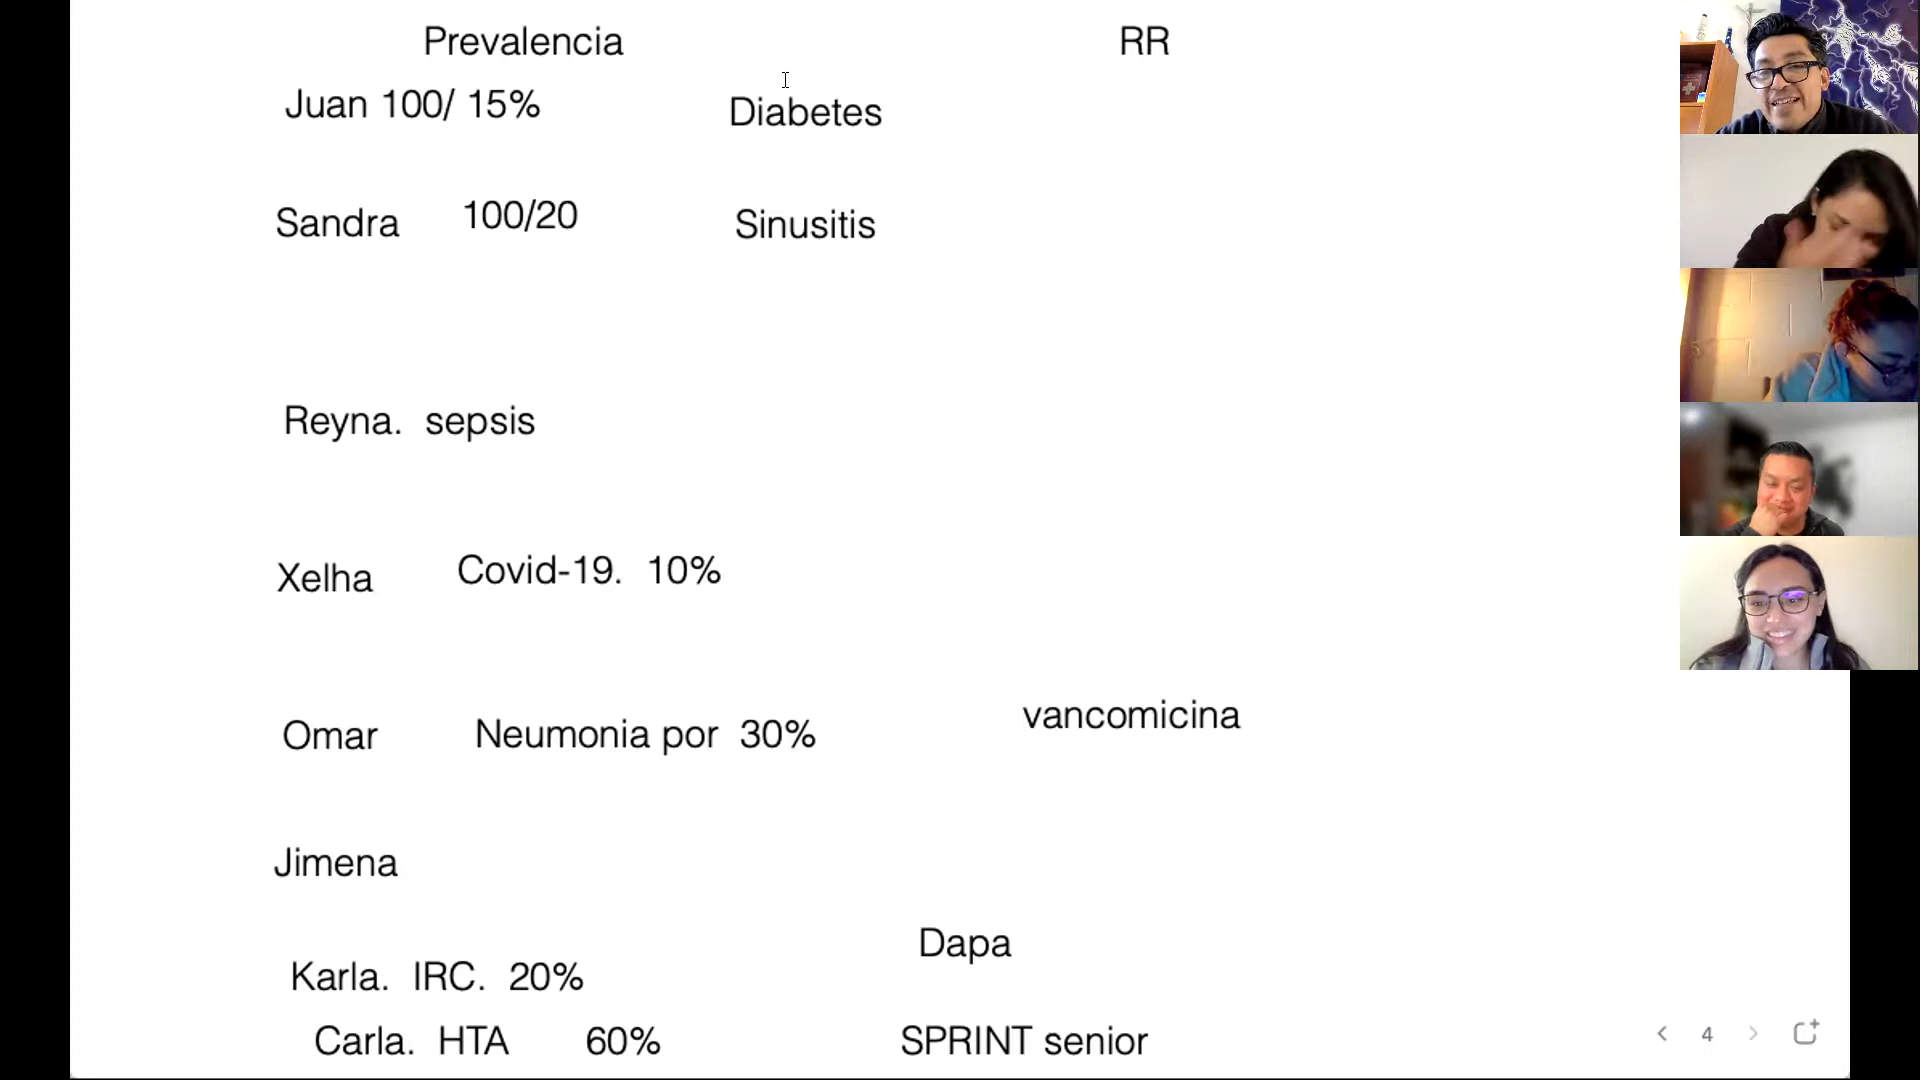 Prevalencia RR
Juan 100/ 15% Diabetes
Sandra 100/20 Sinusitis
Reyna. sepsis
Xelha Covid-19. 10%
Omar Neumonia por 30% vancomicina
Jimena
Dapa
Karla. IRC. 20%
Carla. HTA 60% SPRINT senior
4